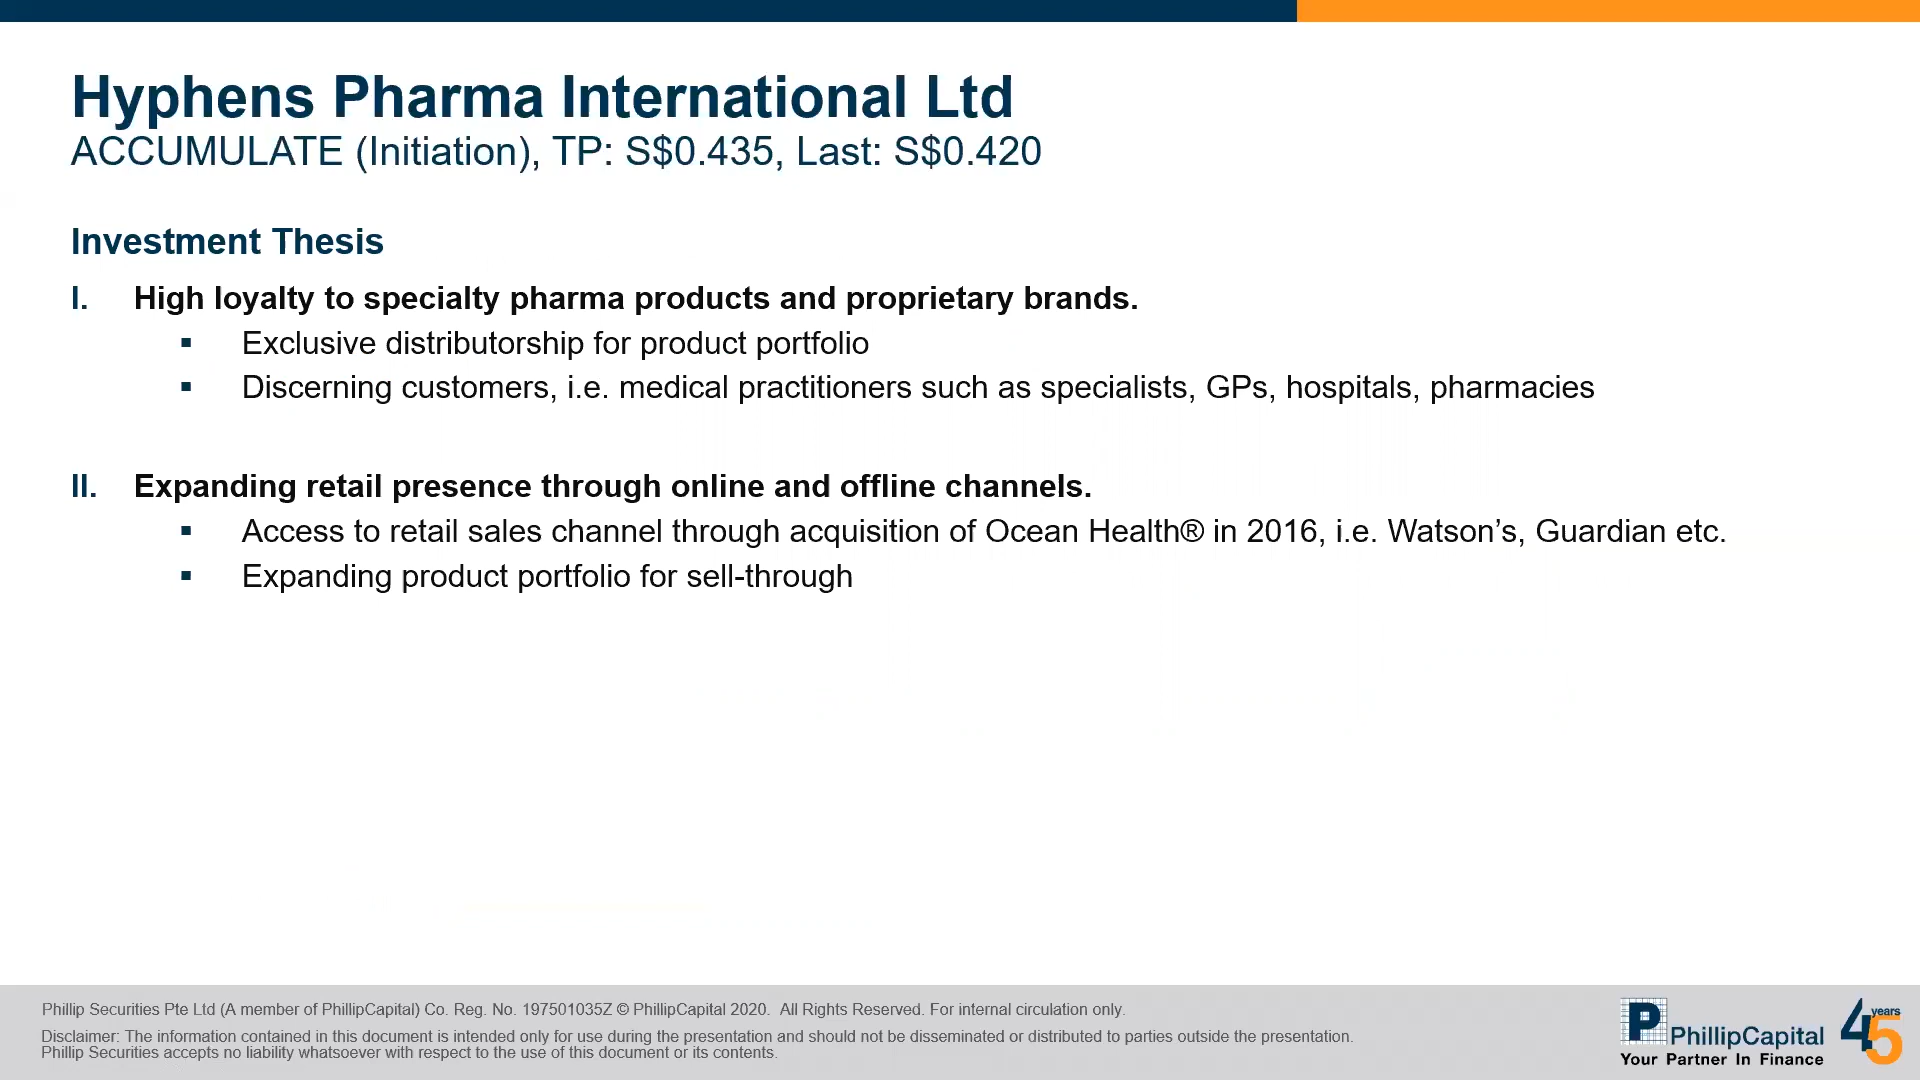 Hyphens Pharma International Ltd
ACCUMULATE (Initiation), TP: S$0.435, Last: S$0.420
Investment Thesis
I. High loyalty to specialty pharma products and proprietary brands.
▪ Exclusive distributorship for product portfolio
▪ Discerning customers, i.e. medical practitioners such as specialists, GPs, hospitals, pharmacies
II. Expanding retail presence through online and offline channels.
▪ Access to retail sales channel through acquisition of Ocean Health® in 2016, i.e. Watson’s, Guardian etc.
▪ Expanding product portfolio for sell-through
Phillip Securities Pte Ltd (A member of PhillipCapital) Co. Reg. No. 197501035Z © PhillipCapital 2020. All Rights Reserved. For internal circulation only.
Disclaimer: The information contained in this document is intended only for use during the presentation and should not be disseminated or distributed to parties outside the presentation.
Phillip Securities accepts no liability whatsoever with respect to the use of this document or its contents.
P PhillipCapital
Your Partner In Finance
45 years